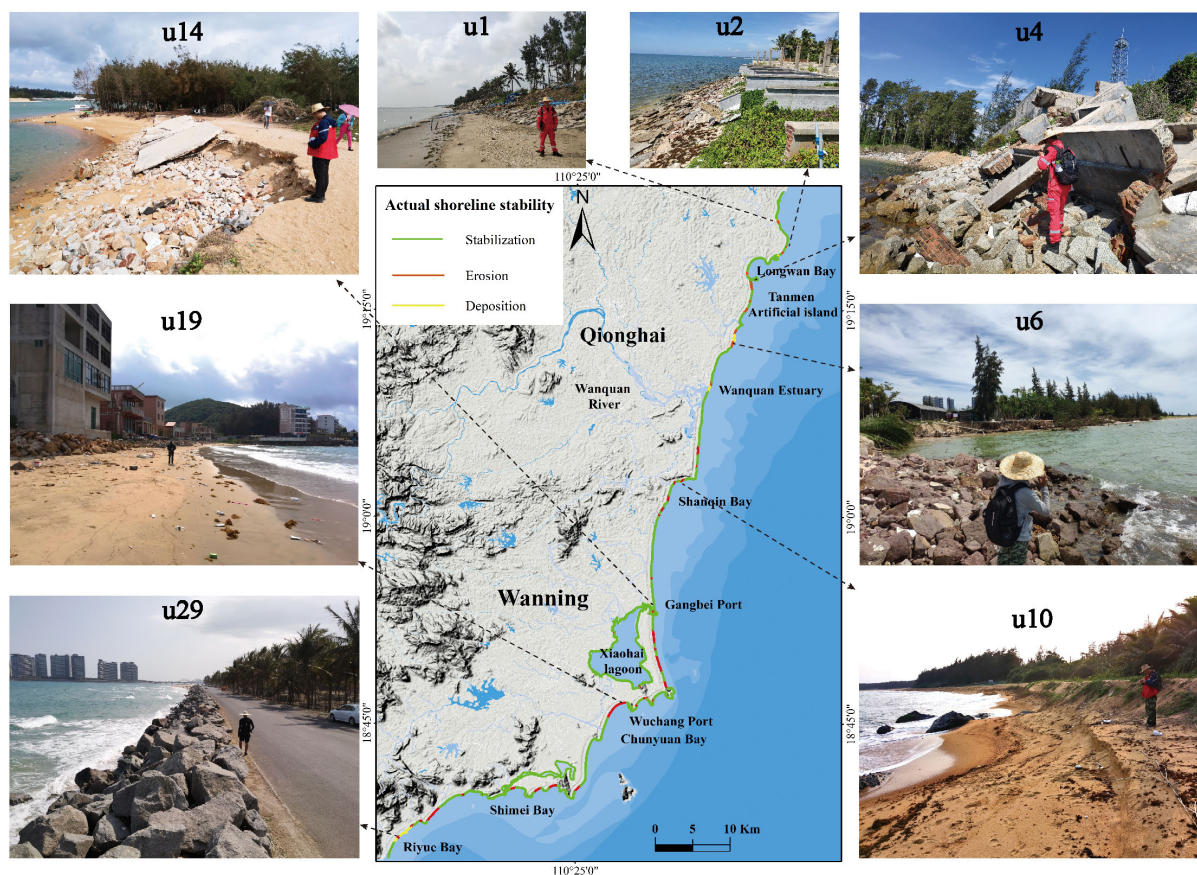 u14
u1
u2
u4
110°25'0"
N
Actual shoreline stability
Stabilization
Erosion
Deposition
Longwan Bay
Tanmen
Artificial island
19°15'0"
19°15'0"
u19
u6
Qionghai
Wanquan
River
Wanquan Estuary
Shanqin Bay
19°0'0"
19°0'0"
u29
u10
Wanning
Gangbei Port
Xiaohai
lagoon
Wuchang Port
Chunyuan Bay
18°45'0"
18°45'0"
Shimei Bay
Riyue Bay
0 5 10 Km
110°25'0"